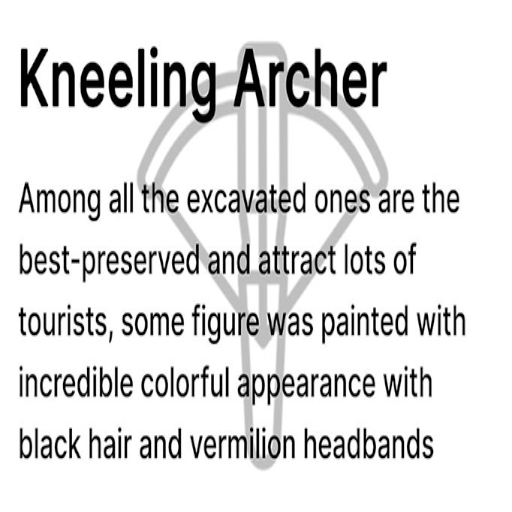 Kneeling Archer
Among all the excavated ones are the
best-preserved and attract lots of
tourists, some figure was painted with
incredible colorful appearance with
black hair and vermilion headbands